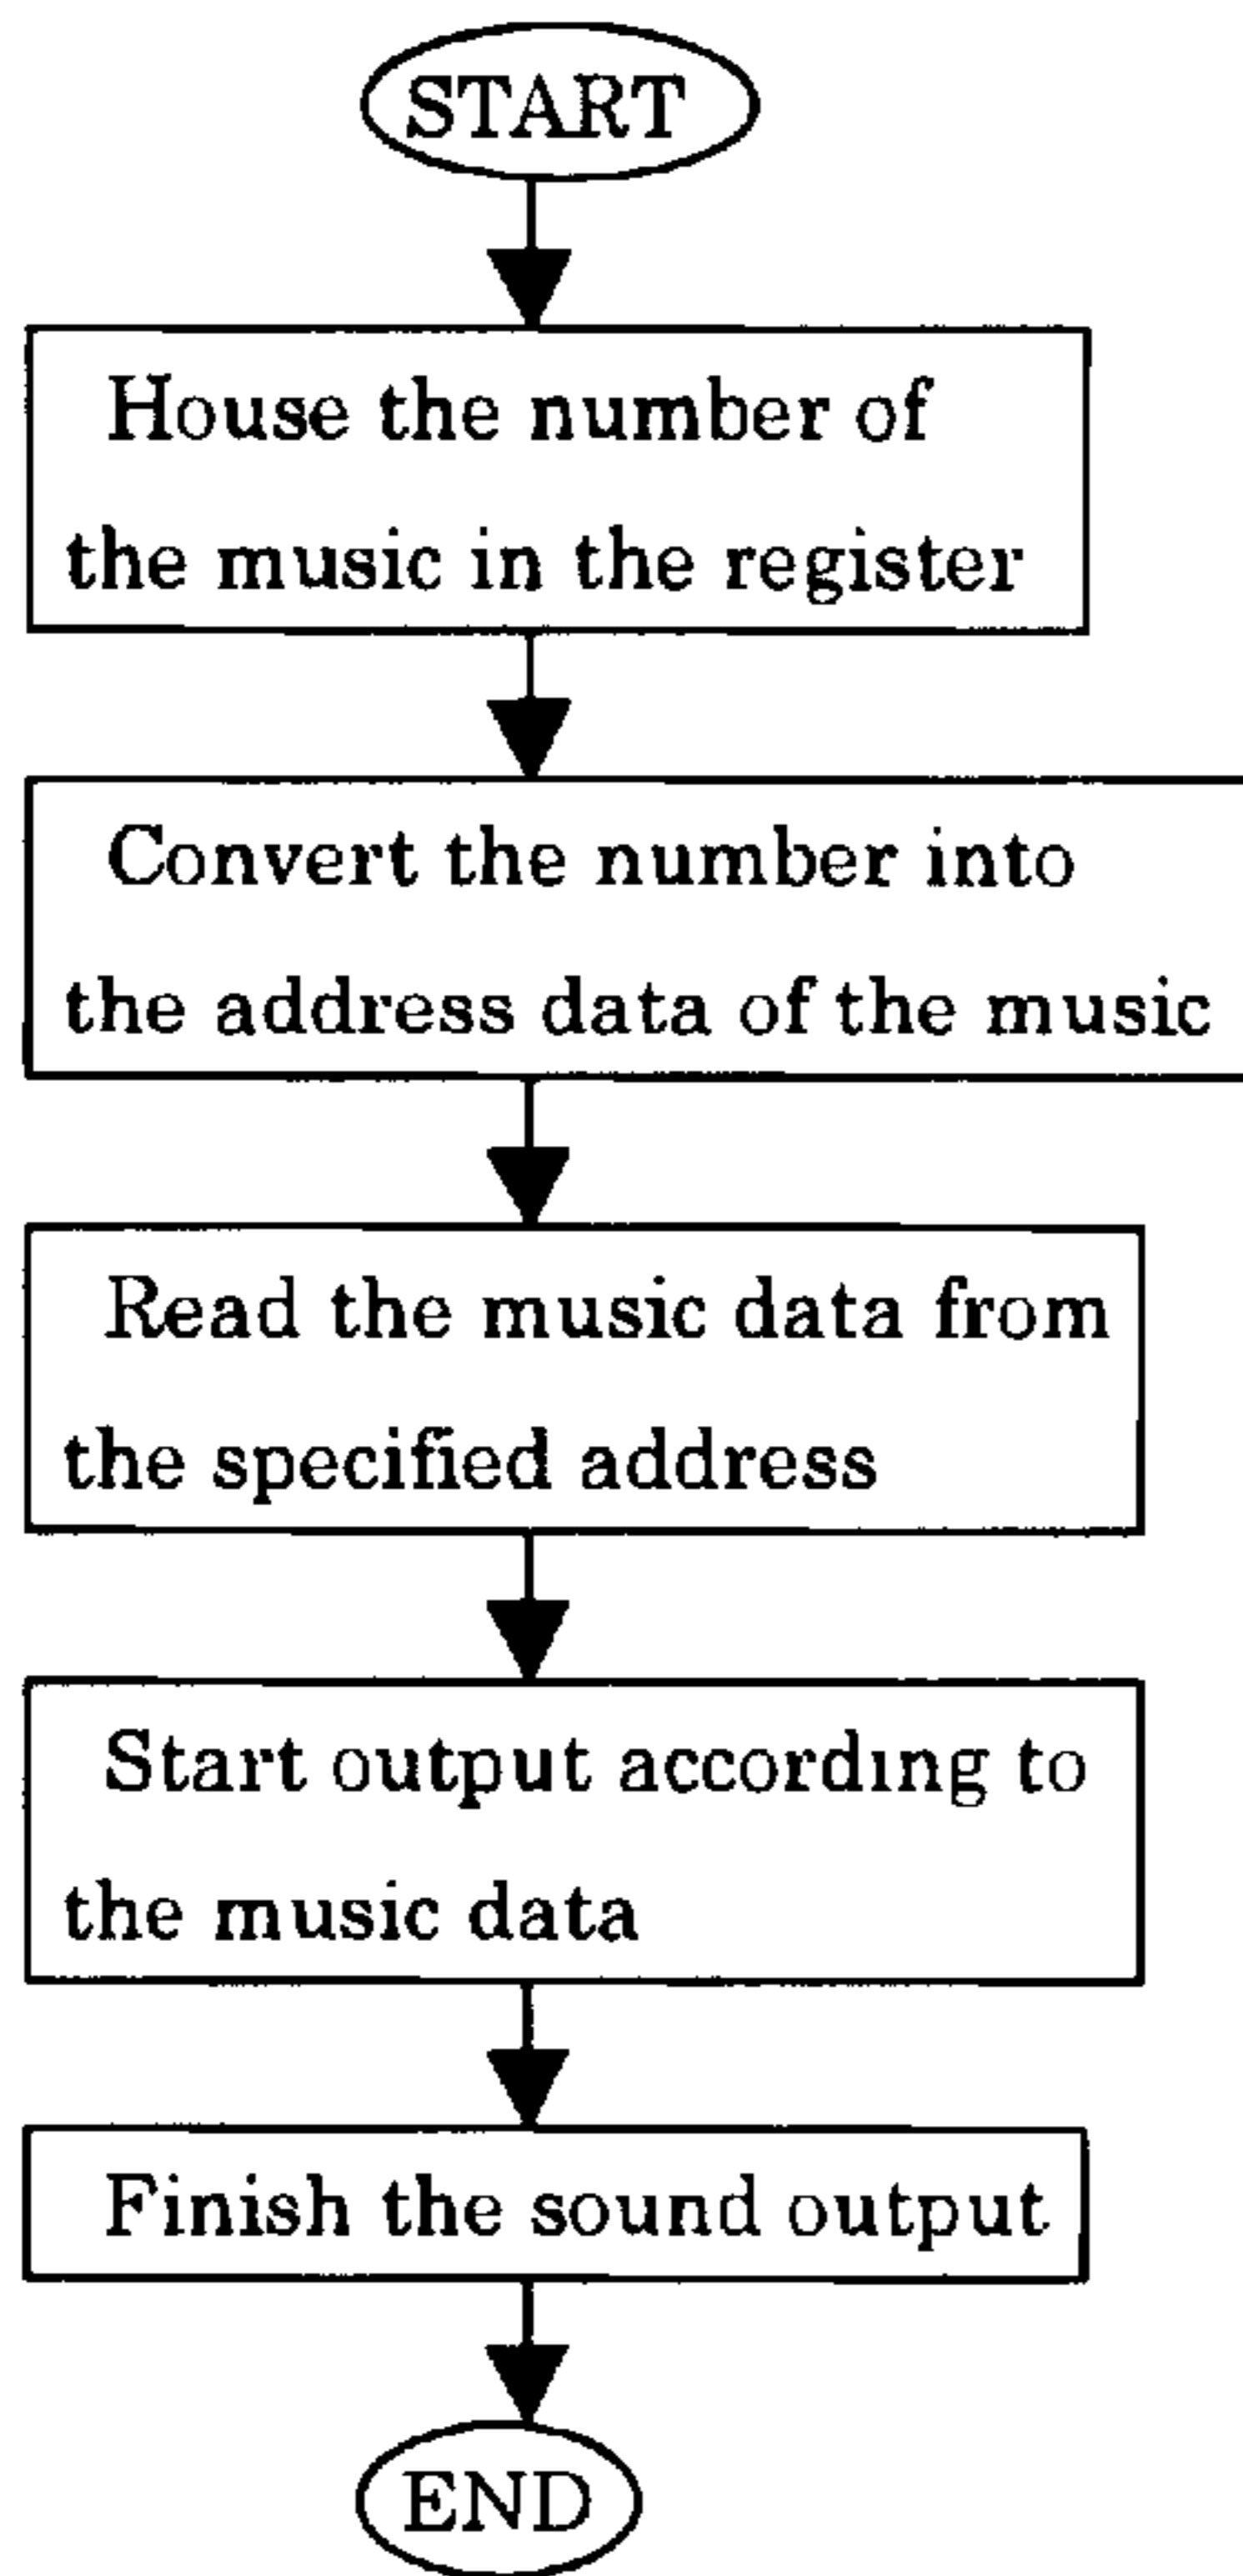 START
House the number of
the music in the register
Convert the number into
the address data of the music
Read the music data from
the specified address
Start output according to
the music data
Finish the sound output
END